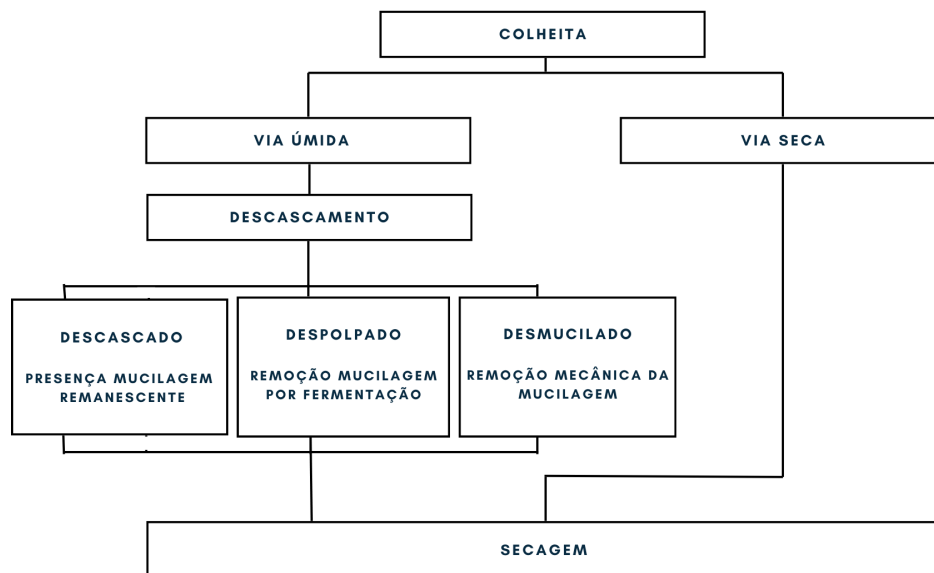 COLHEITA
VIA ÚMIDA
VIA SECA
DESCASCAMENTO
DESCASCADO
PRESENÇA MUCILAGEM
REMANESCENTE
DESPOLPADO
REMOÇÃO MUCILAGEM
POR FERMENTAÇÃO
DESMUCILADO
REMOÇÃO MECÂNICA DA
MUCILAGEM
SECAGEM